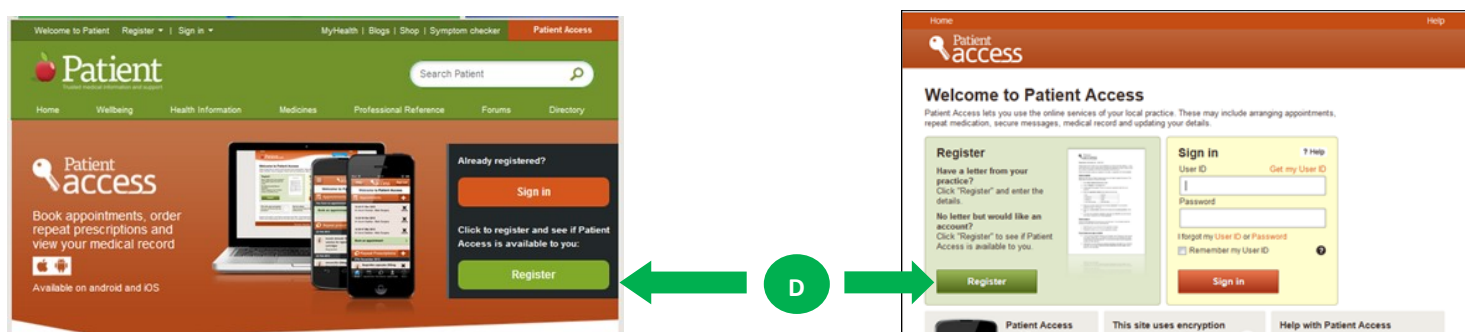 Welcome to Patient Register | Sign in MyHealth | Blogs | Shop | Symptom checker Patient Access
Patient
Trusted medical information and support
Search Patient
Home Wellbeing Health Information Medicines Professional Reference Forums Directory
Patient
access
Book appointments, order
repeat prescriptions and
view your medical record
Available on android and iOS
Already registered?
Sign in
Click to register and see if Patient
Access is available to you:
Register
D
Home Help
Patient
access
Welcome to Patient Access
Patient Access lets you use the online services of your local practice. These may include arranging appointments,
repeat medication, secure messages, medical record and updating your details.
Register
Have a letter from your
practice?
Click "Register" and enter the
details.
No letter but would like an
account?
Click "Register" to see if Patient
Access is available to you.
Register
Sign in ? Help
User ID Get my User ID
Password
I forgot my User ID or Password
Remember my User ID ?
Sign in
Patient Access This site uses encryption Help with Patient Access